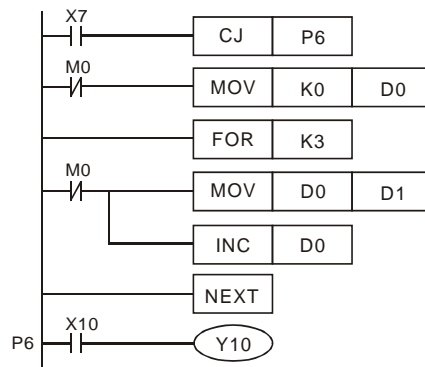 X7
CJ P6
M0
MOV K0 D0
FOR K3
M0
MOV D0 D1
INC D0
NEXT
X10
P6 Y10